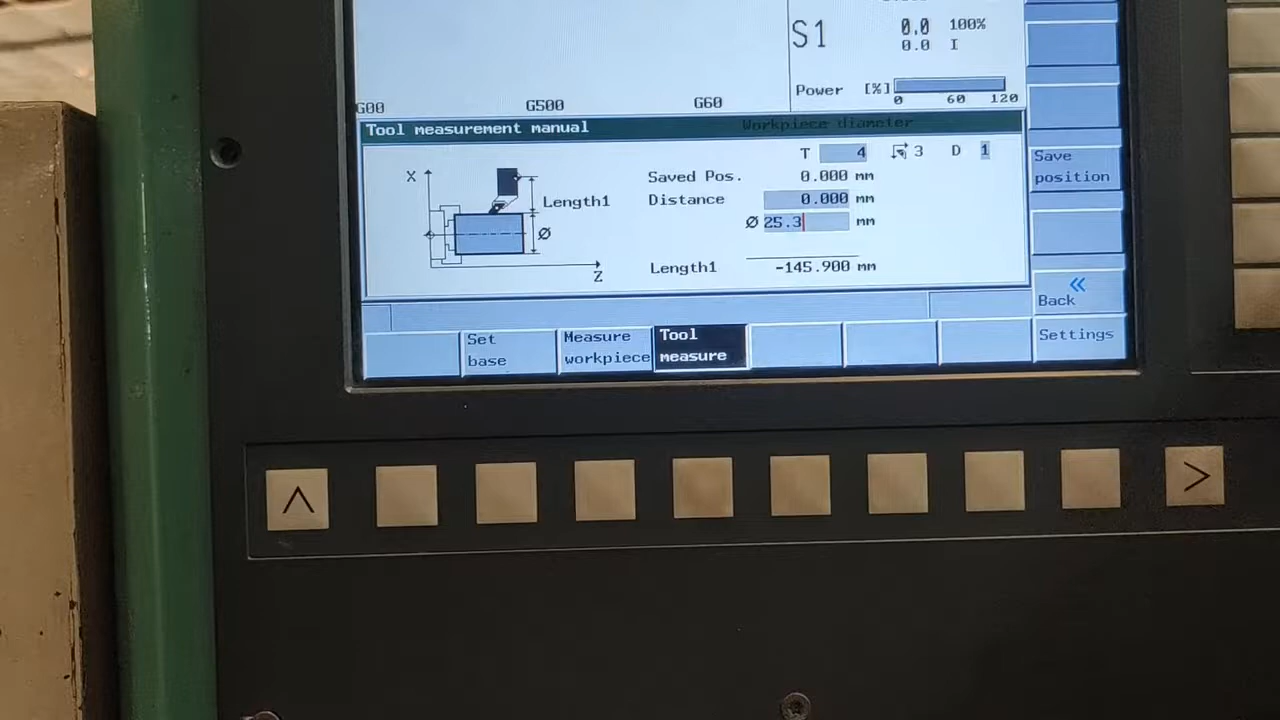 S1 0.0 100%
0.0 I
Power [%]
0 60 120
G00 G500 G60
Tool measurement manual Workpiece diameter
T 4 3 D 1
X Saved Pos. 0.000 mm
Length1 Distance 0.000 mm
Ø Ø 25.3 mm
Z Length1 -145.900 mm
Save
position
«
Back
Set
base
Measure
workpiece
Tool
measure
Settings
^
>